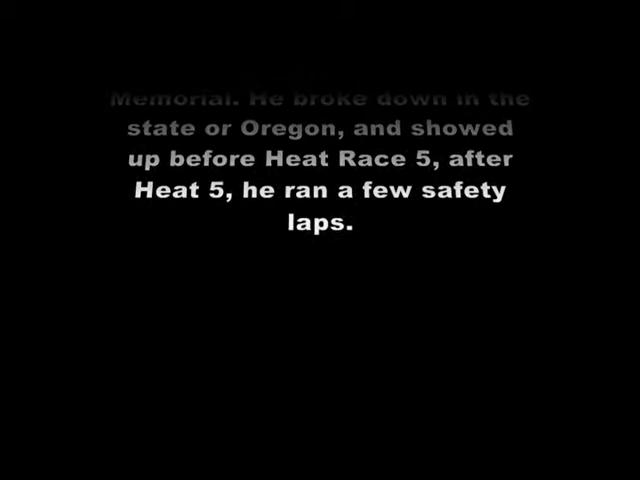 Memorial. He broke down in the
state or Oregon, and showed
up before Heat Race 5, after
Heat 5, he ran a few safety
laps.